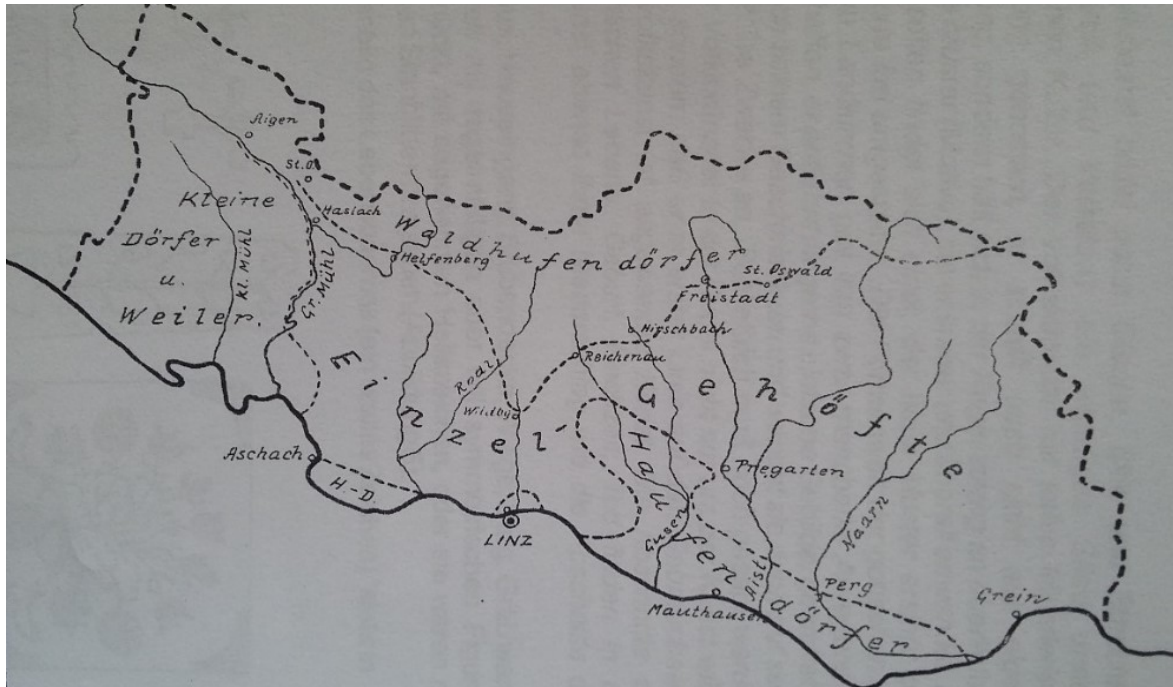 Aigen
St.O.
Kleine
Dörfer
u.
Weiler.
Kl. Mühl
Haslach
Gr. Mühl
Waldhufendörfer
Helfenberg
St. Oswald
Freistadt
Hirschbach
Reichenau
Einzel-
Gehöfte
Rodl
Wildbg
Haufendörfer
Aschach
H.-D.
Pregarten
LINZ
Gusen
Aist
Naarn
Perg
Mauthausen
Grein